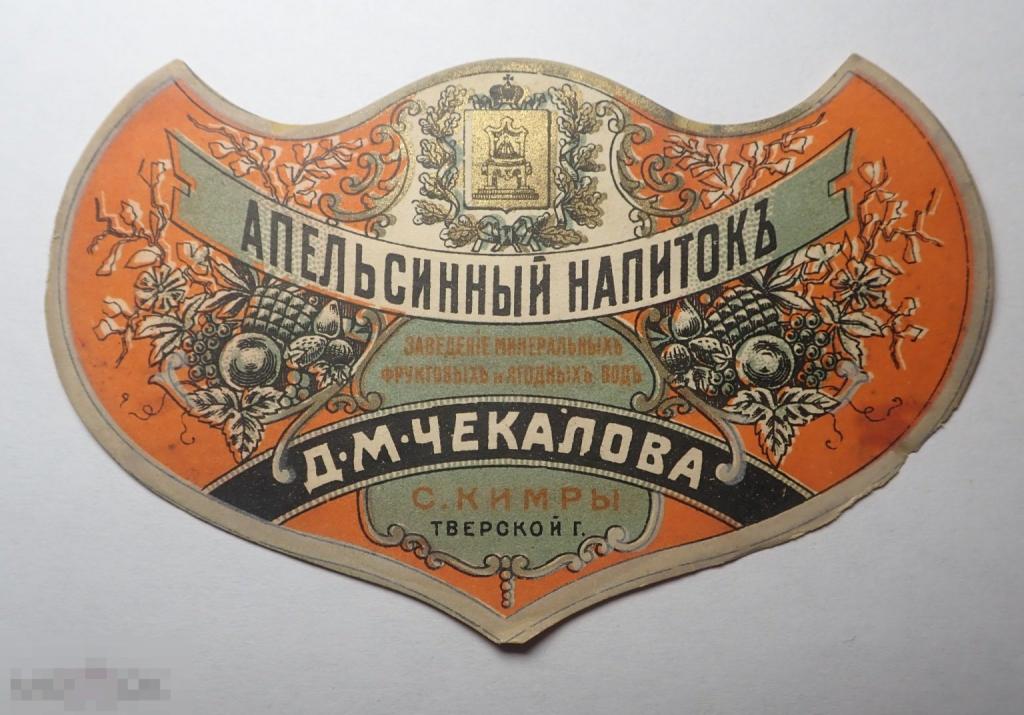 АПЕЛЬСИННЫЙ НАПИТОКЪ
ЗАВЕДЕНІЕ МИНЕРАЛЬНЫХЪ
ФРУКТОВЫХЪ и ЯГОДНЫХЪ ВОДЪ
Д·М·ЧЕКАЛОВА
С. КИМРЫ
ТВЕРСКОЙ Г.